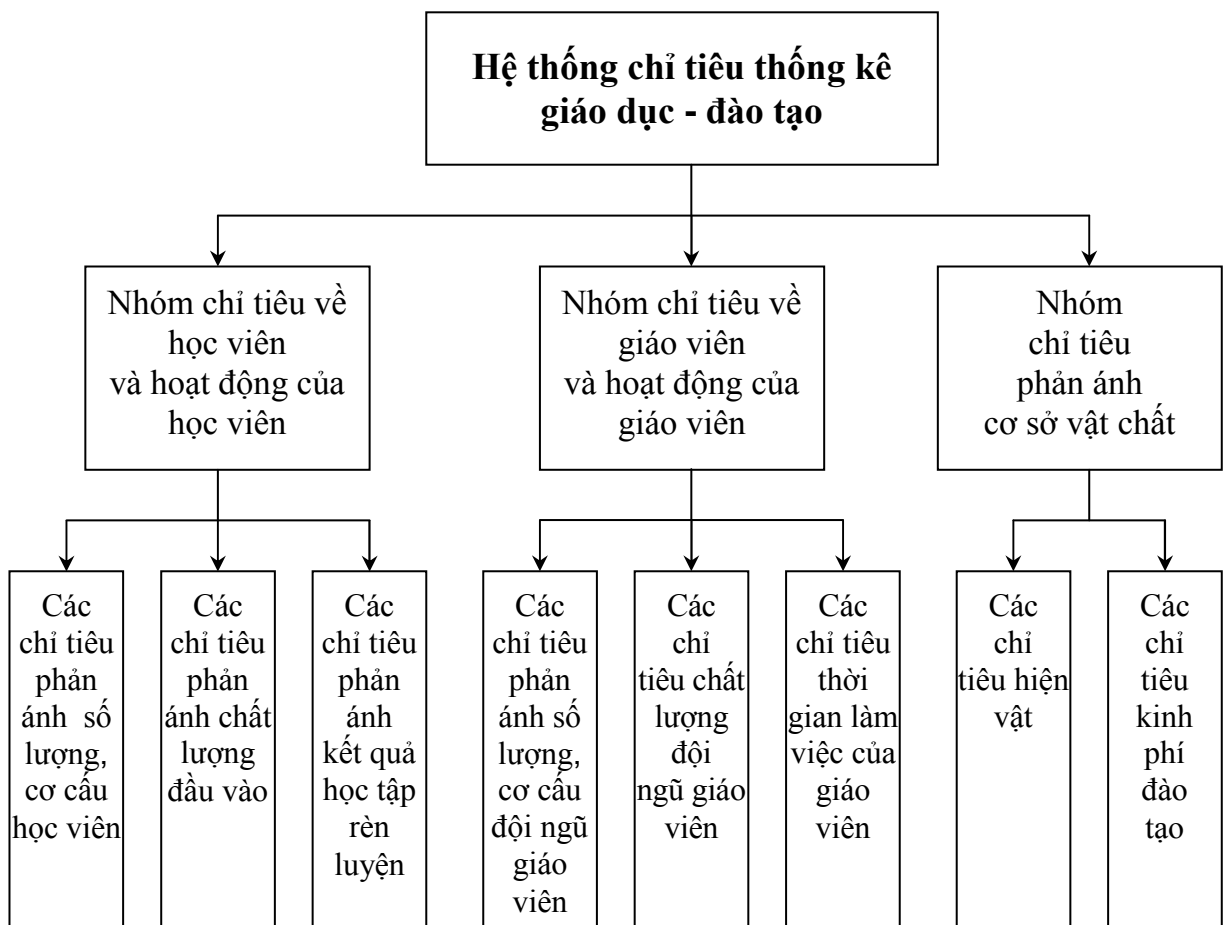 Hệ thống chỉ tiêu thống kê
giáo dục - đào tạo
Nhóm chỉ tiêu về
học viên
và hoạt động của
học viên
Nhóm chỉ tiêu về
giáo viên
và hoạt động của
giáo viên
Nhóm
chỉ tiêu
phản ánh
cơ sở vật chất
Các
chỉ tiêu
phản
ánh số
lượng,
cơ cấu
học viên
Các
chỉ tiêu
phản
ánh chất
lượng
đầu vào
Các
chỉ tiêu
phản
ánh
kết quả
học tập
rèn
luyện
Các
chỉ tiêu
phản
ánh số
lượng,
cơ cấu
đội ngũ
giáo
viên
Các
chỉ
tiêu chất
lượng
đội
ngũ giáo
viên
Các
chỉ tiêu
thời
gian làm
việc của
giáo
viên
Các
chỉ
tiêu hiện
vật
Các
chỉ
tiêu
kinh
phí
đào
tạo